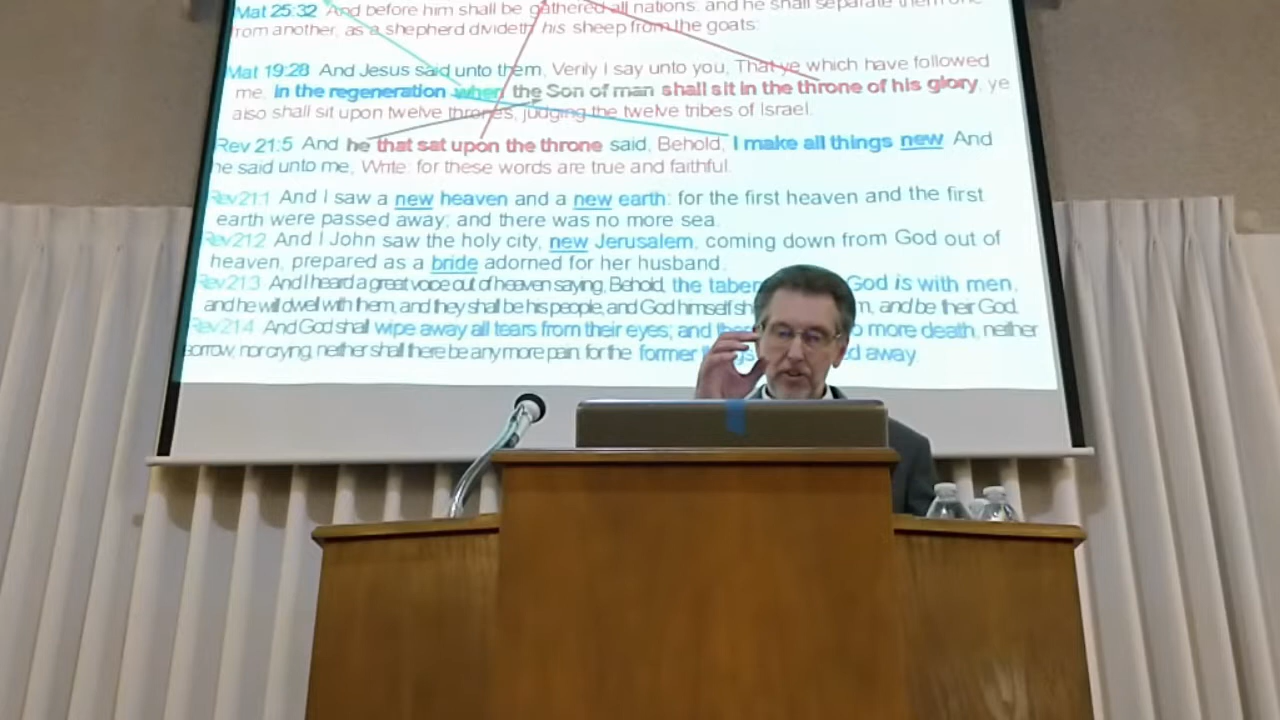 Mat 25:32 And before him shall be gathered all nations: and he shall separate them one
from another, as a shepherd divideth his sheep from the goats:
Mat 19:28 And Jesus said unto them, Verily I say unto you, That ye which have followed
me, in the regeneration when the Son of man shall sit in the throne of his glory, ye
also shall sit upon twelve thrones, judging the twelve tribes of Israel.
Rev 21:5 And he that sat upon the throne said, Behold, I make all things new. And
he said unto me, Write: for these words are true and faithful.
Rev21:1 And I saw a new heaven and a new earth: for the first heaven and the first
earth were passed away; and there was no more sea.
Rev21:2 And I John saw the holy city, new Jerusalem, coming down from God out of
heaven, prepared as a bride adorned for her husband.
Rev21:3 And I heard a great voice out of heaven saying, Behold, the taber God is with men,
and he will dwell with them, and they shall be his people, and God himself sh and be their God.
Rev21:4 And God shall wipe away all tears from their eyes; and more death, neither
sorrow, nor crying, neither shall there be any more pain: for the former away.